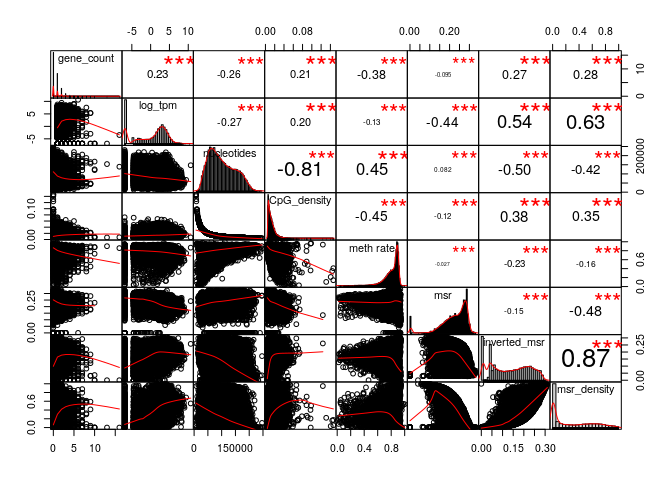 -5 0 5 10 0.00 0.08 0.00 0.20 0.0 0.4 0.8
gene_count *** 0.23 *** -0.26 *** 0.21 *** -0.38 *** -0.095 *** 0.27 *** 0.28 0 10
-5 5 log_tpm *** -0.27 *** 0.20 *** -0.13 *** -0.44 *** 0.54 *** 0.63
nucleotides *** -0.81 *** 0.45 *** 0.082 *** -0.50 *** -0.42 0 200000
0.00 0.10 CpG_density *** -0.45 *** -0.12 *** 0.38 *** 0.35
meth rate *** -0.027 *** -0.23 *** -0.16 0.0 0.6
0.00 0.25 msr *** -0.15 *** -0.48
inverted_msr *** 0.87 0.00 0.25
0.0 0.6 msr_density
0 5 10 0 150000 0.0 0.4 0.8 0.00 0.15 0.30